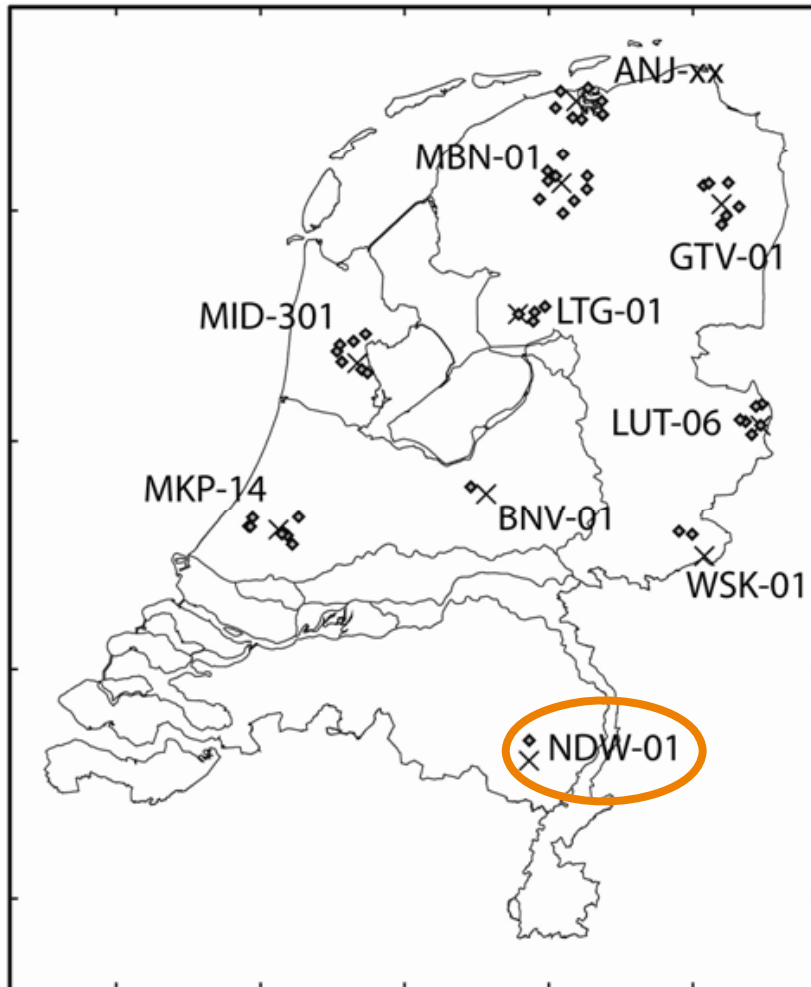 ANJ-xx
MBN-01
GTV-01
MID-301
LTG-01
LUT-06
MKP-14
BNV-01
WSK-01
NDW-01